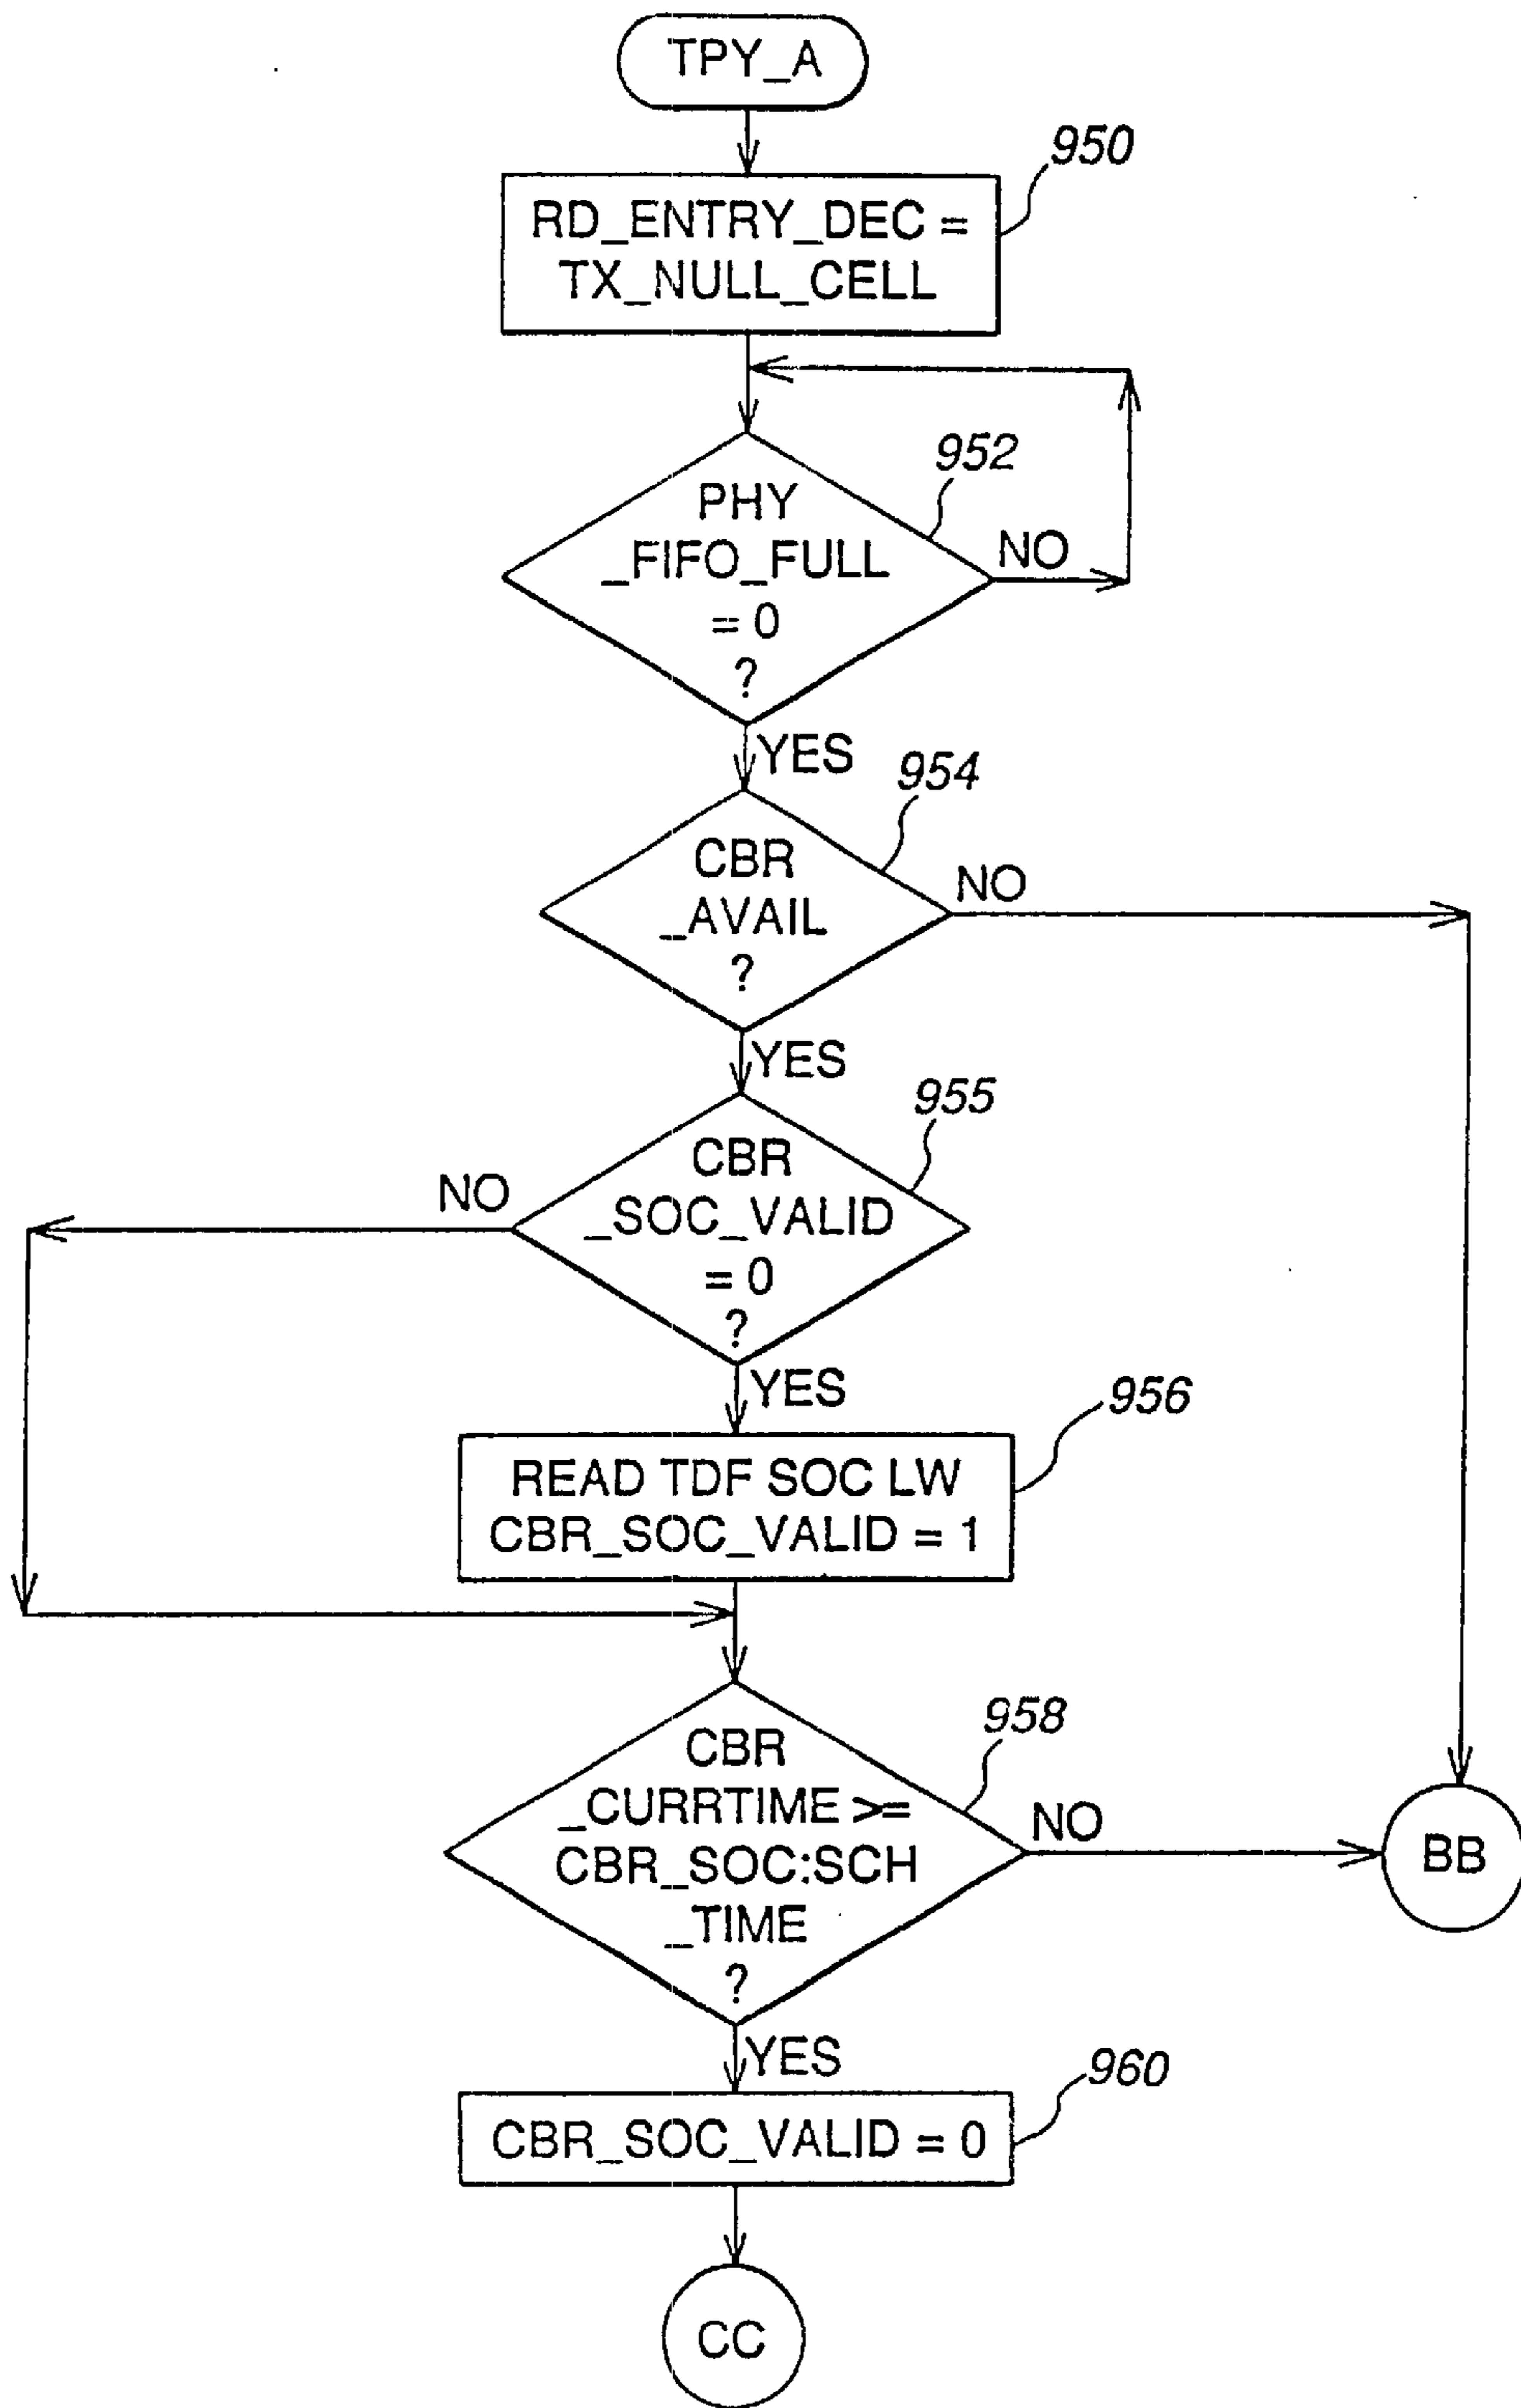 TPY_A
950
RD_ENTRY_DEC =
TX_NULL_CELL
952
PHY
_FIFO_FULL
= 0
?
NO
YES
954
CBR
_AVAIL
?
NO
YES
955
CBR
_SOC_VALID
= 0
?
NO
YES
956
READ TDF SOC LW
CBR_SOC_VALID = 1
958
CBR
_CURRTIME >=
CBR_SOC:SCH
_TIME
?
NO
BB
YES
960
CBR_SOC_VALID = 0
CC